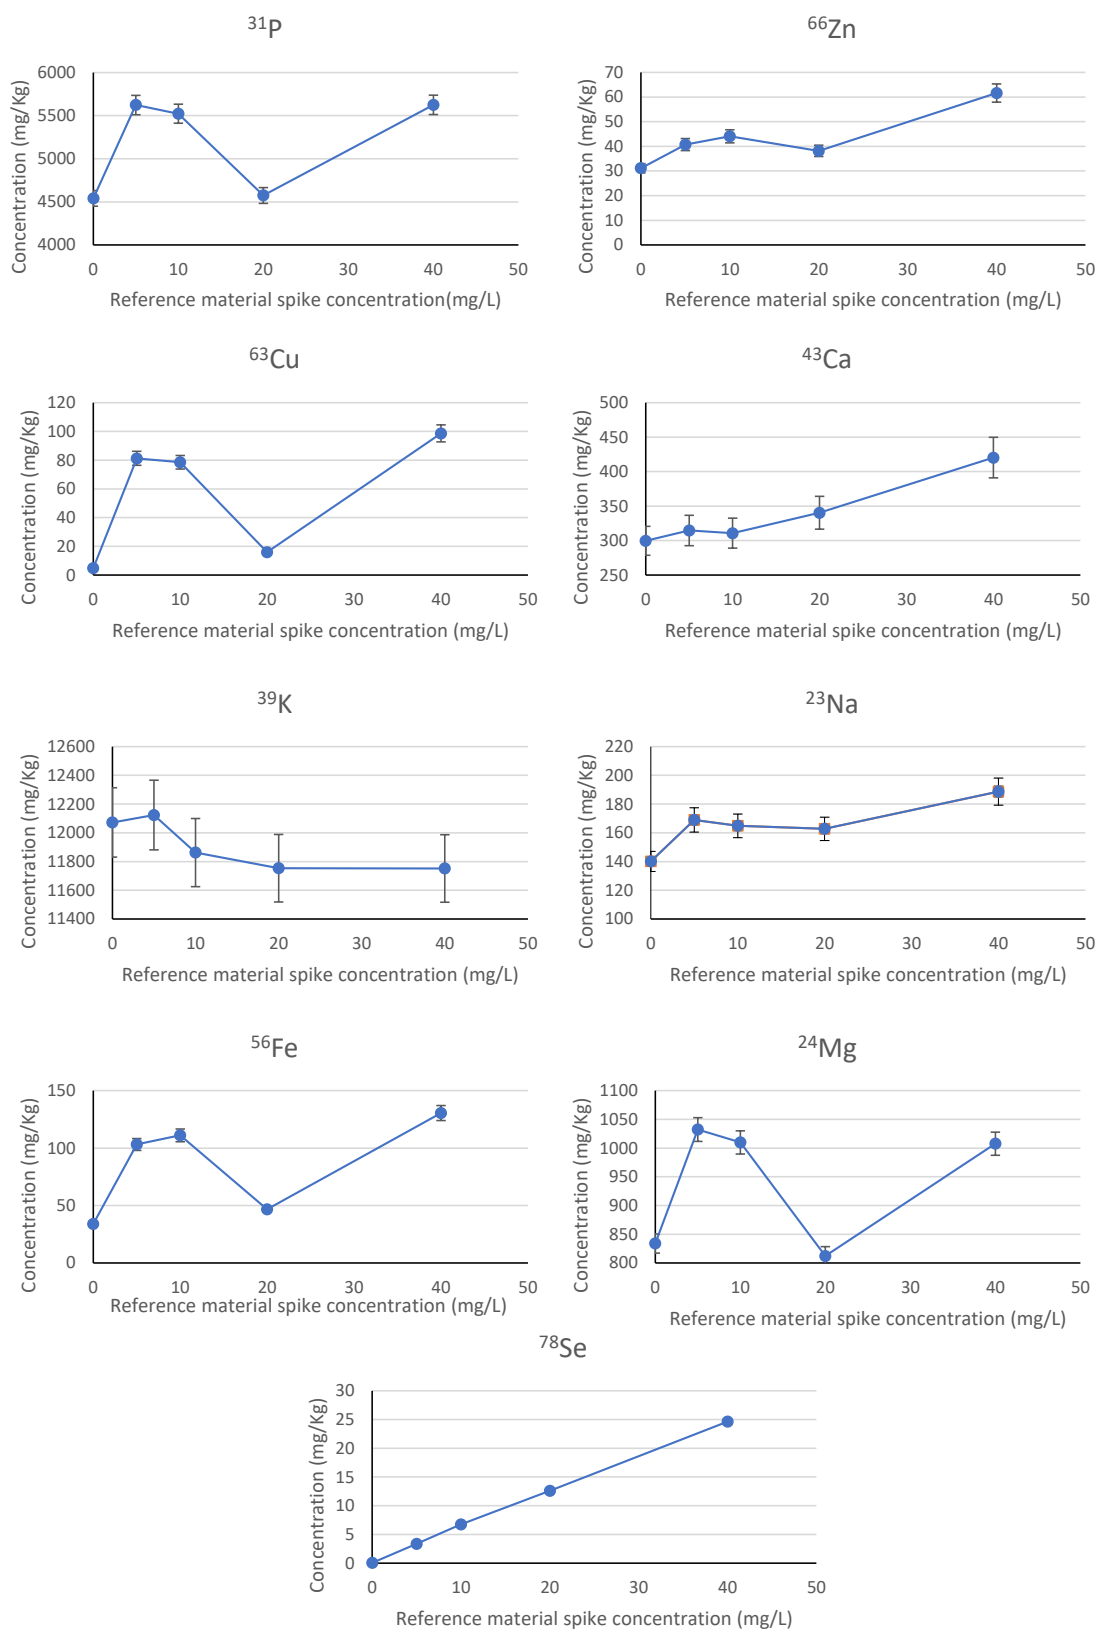 ³¹P
6000
5500
5000
4500
4000
0 10 20 30 40 50
Concentration (mg/Kg)
Reference material spike concentration(mg/L)
⁶⁶Zn
70
60
50
40
30
20
10
0
0 10 20 30 40 50
Concentration (mg/Kg)
Reference material spike concentration (mg/L)
⁶³Cu
120
100
80
60
40
20
0
0 10 20 30 40 50
Concentration (mg/Kg)
Reference material spike concentration (mg/L)
⁴³Ca
500
450
400
350
300
250
0 10 20 30 40 50
Concentration (mg/Kg)
Reference material spike concentration (mg/L)
³⁹K
12600
12400
12200
12000
11800
11600
11400
0 10 20 30 40 50
Concentration (mg/Kg)
Reference material spike concentration (mg/L)
²³Na
220
200
180
160
140
120
100
0 10 20 30 40 50
Concentration (mg/Kg)
Reference material spike concentration (mg/L)
⁵⁶Fe
150
100
50
0
0 10 20 30 40 50
Concentration (mg/Kg)
Reference material spike concentration (mg/L)
²⁴Mg
1100
1050
1000
950
900
850
800
0 10 20 30 40 50
Concentration (mg/Kg)
Reference material spike concentration (mg/L)
⁷⁸Se
30
25
20
15
10
5
0
0 10 20 30 40 50
Concentration (mg/Kg)
Reference material spike concentration (mg/L)